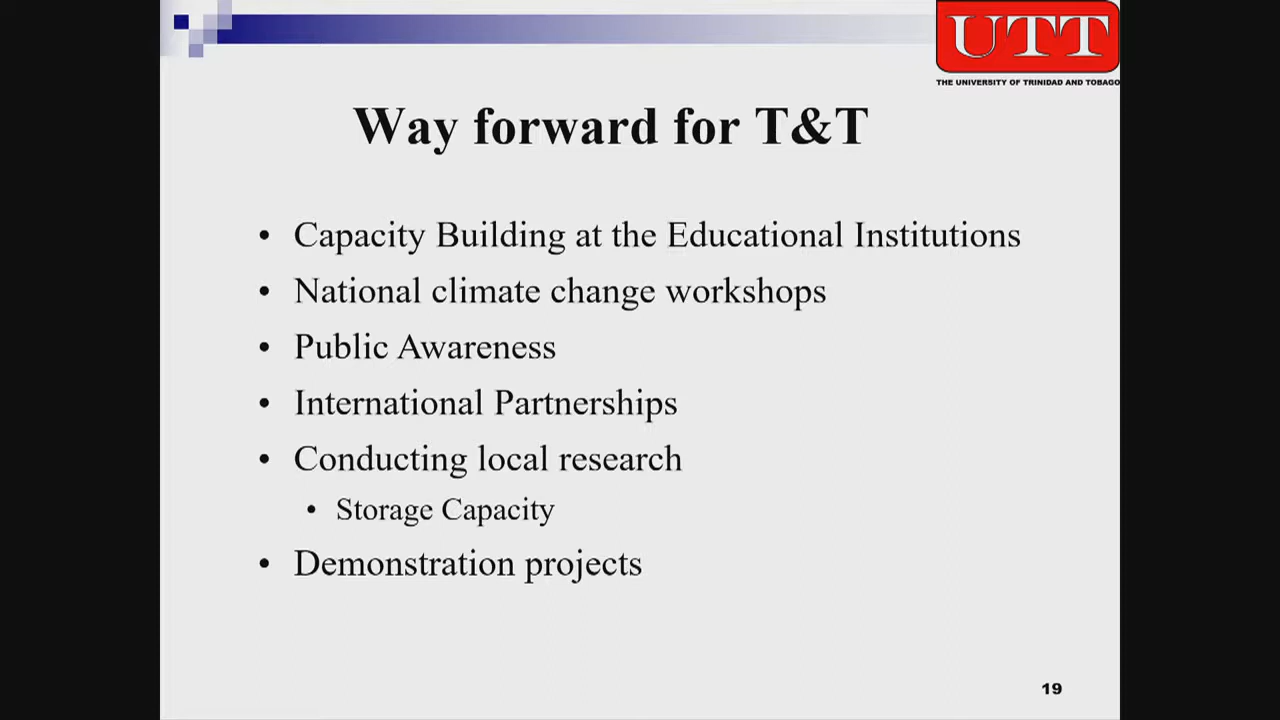 UTT
THE UNIVERSITY OF TRINIDAD AND TOBAGO
Way forward for T&T
• Capacity Building at the Educational Institutions
• National climate change workshops
• Public Awareness
• International Partnerships
• Conducting local research
• Storage Capacity
• Demonstration projects
19